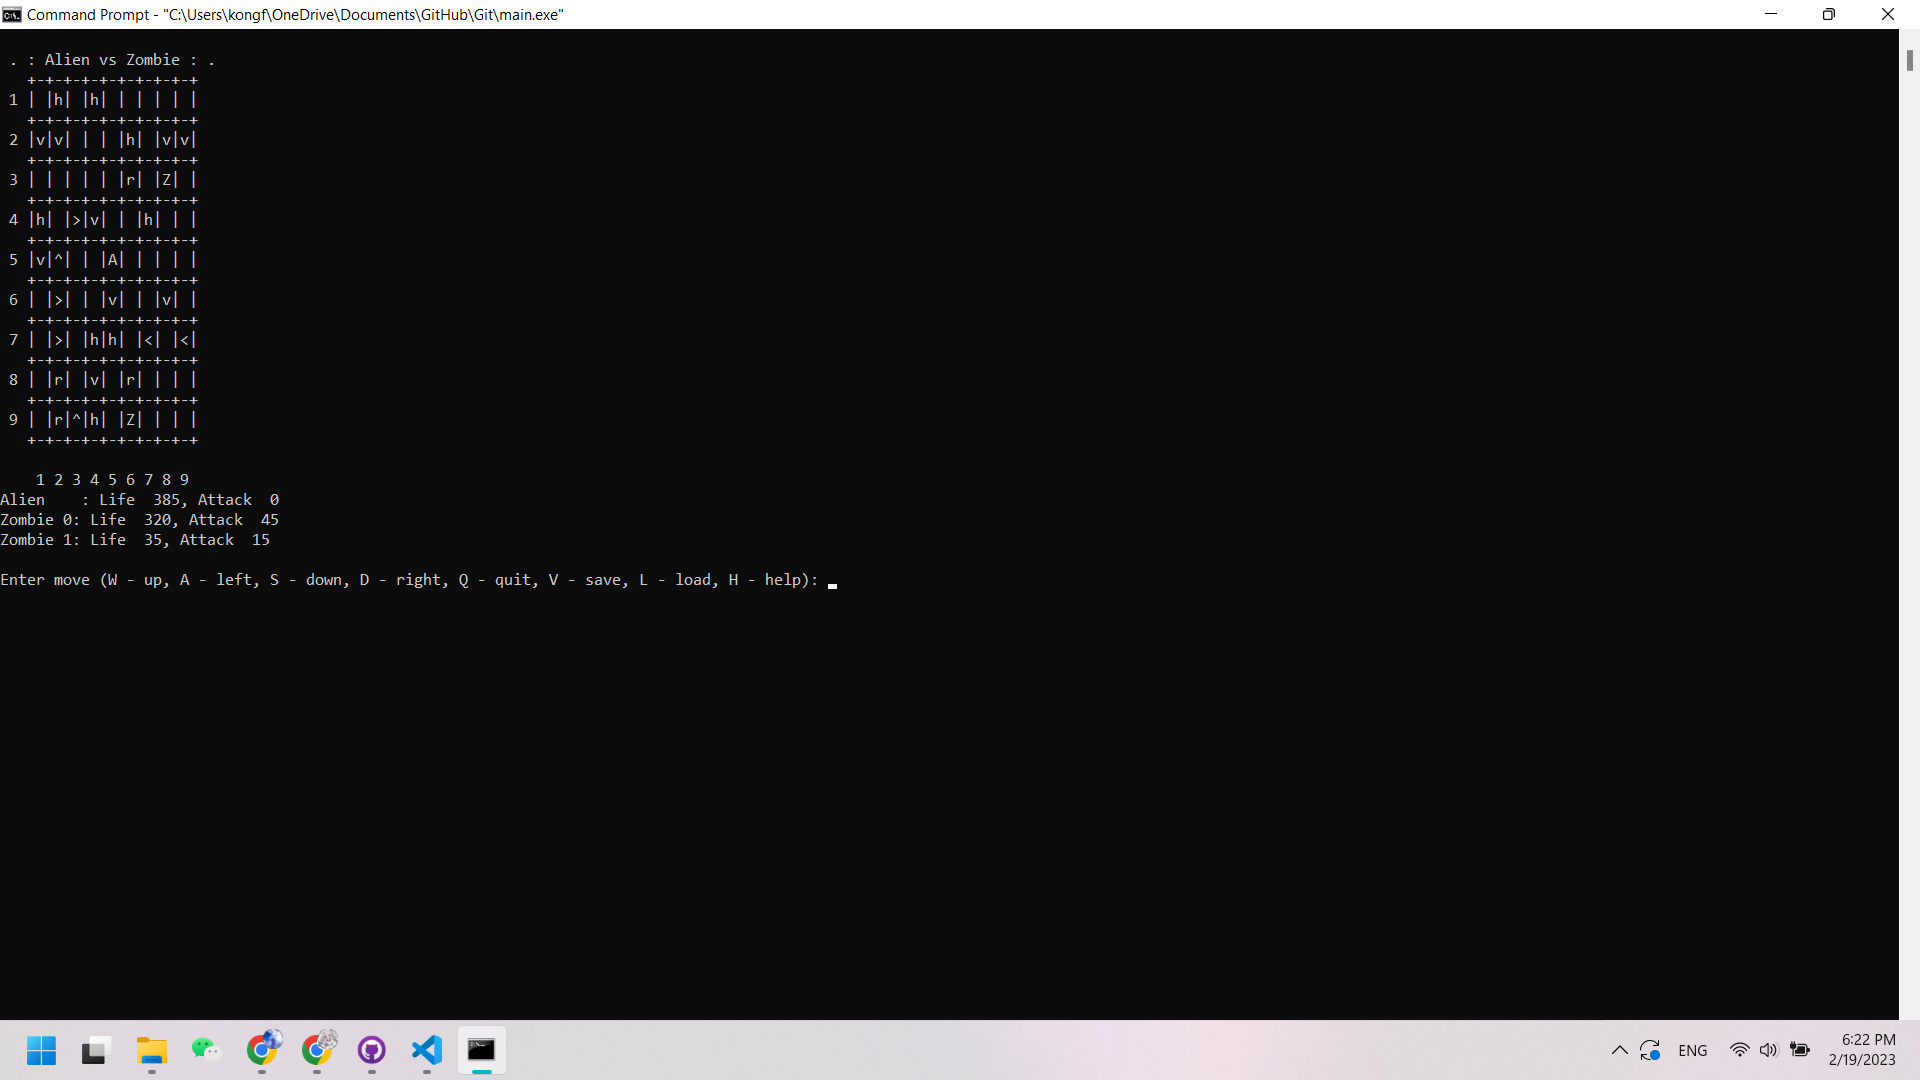 Command Prompt - "C:\Users\kongf\OneDrive\Documents\GitHub\Git\main.exe"
. : Alien vs Zombie : .
+-+-+-+-+-+-+-+-+-+
1 | |h| |h| | | | | |
+-+-+-+-+-+-+-+-+-+
2 |v|v| | | |h| |v|v|
+-+-+-+-+-+-+-+-+-+
3 | | | | | |r| |Z| |
+-+-+-+-+-+-+-+-+-+
4 |h| |>|v| | |h| | |
+-+-+-+-+-+-+-+-+-+
5 |v|^| | |A| | | | |
+-+-+-+-+-+-+-+-+-+
6 | |>| | |v| | |v| |
+-+-+-+-+-+-+-+-+-+
7 | |>| |h|h| |<| |<|
+-+-+-+-+-+-+-+-+-+
8 | |r| |v| |r| | | |
+-+-+-+-+-+-+-+-+-+
9 | |r|^|h| |Z| | | |
+-+-+-+-+-+-+-+-+-+
1 2 3 4 5 6 7 8 9
Alien    : Life  385, Attack  0
Zombie 0: Life  320, Attack  45
Zombie 1: Life  35, Attack  15
Enter move (W - up, A - left, S - down, D - right, Q - quit, V - save, L - load, H - help):
ENG
6:22 PM
2/19/2023